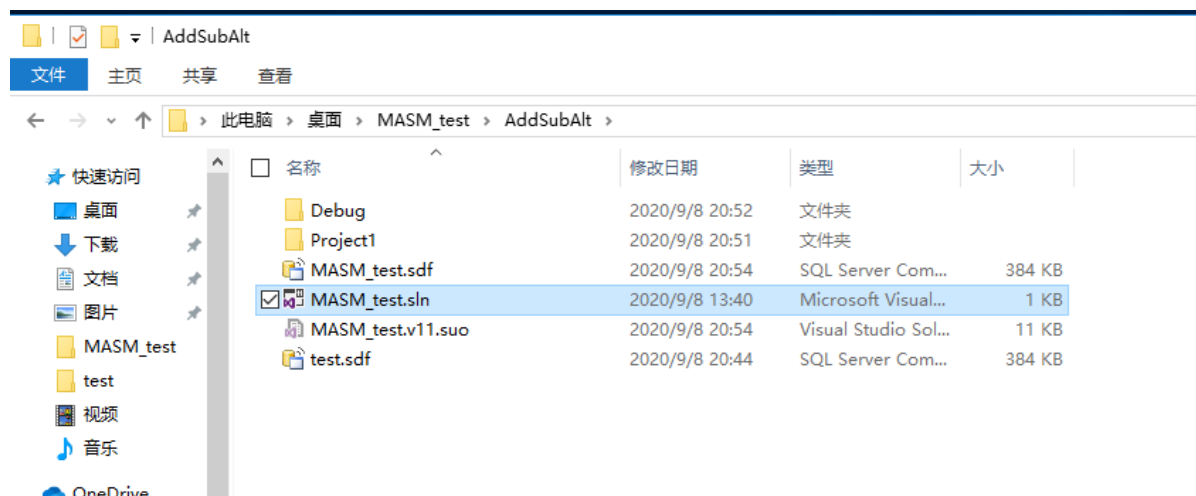 AddSubAlt
文件 主页 共享 查看
此电脑 > 桌面 > MASM_test > AddSubAlt >
名称 修改日期 类型 大小
快速访问
桌面
下载
文档
图片
MASM_test
test
视频
音乐
OneDrive
Debug 2020/9/8 20:52 文件夹
Project1 2020/9/8 20:51 文件夹
MASM_test.sdf 2020/9/8 20:54 SQL Server Com... 384 KB
MASM_test.sln 2020/9/8 13:40 Microsoft Visual... 1 KB
MASM_test.v11.suo 2020/9/8 20:54 Visual Studio Sol... 11 KB
test.sdf 2020/9/8 20:44 SQL Server Com... 384 KB